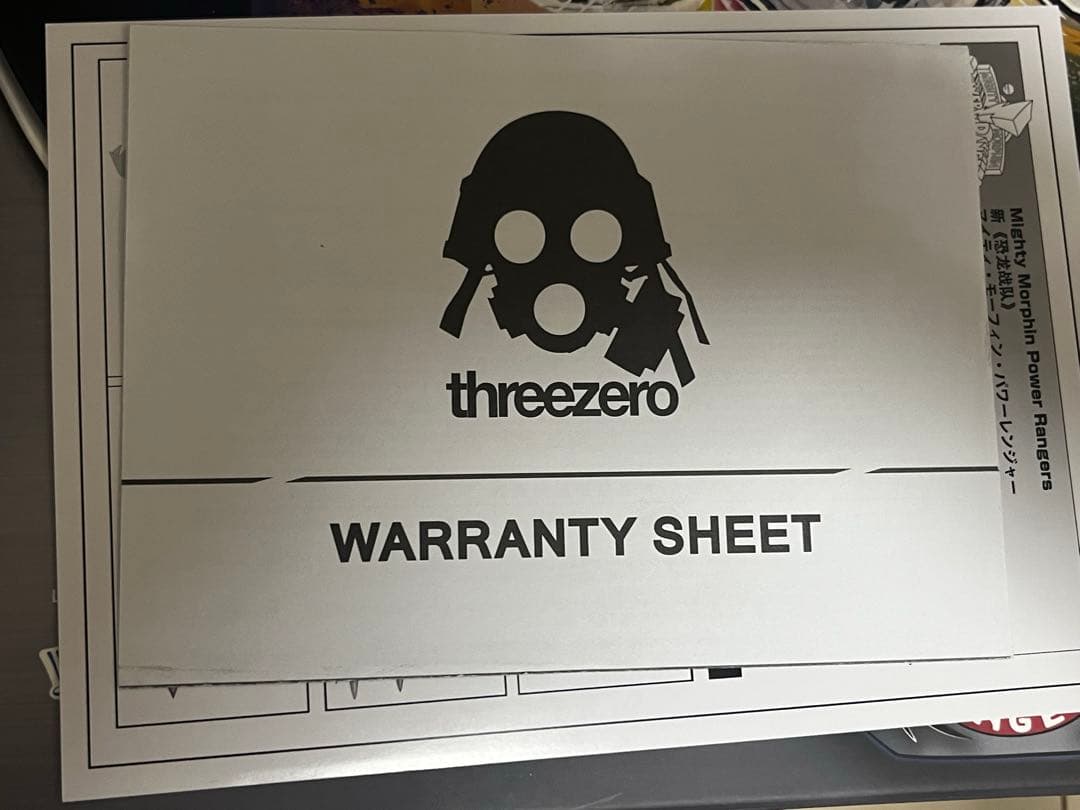 threezero
WARRANTY SHEET
Mighty Morphin Power Rangers
新《恐龙战队》
マイティ・モーフィン・パワーレンジャー